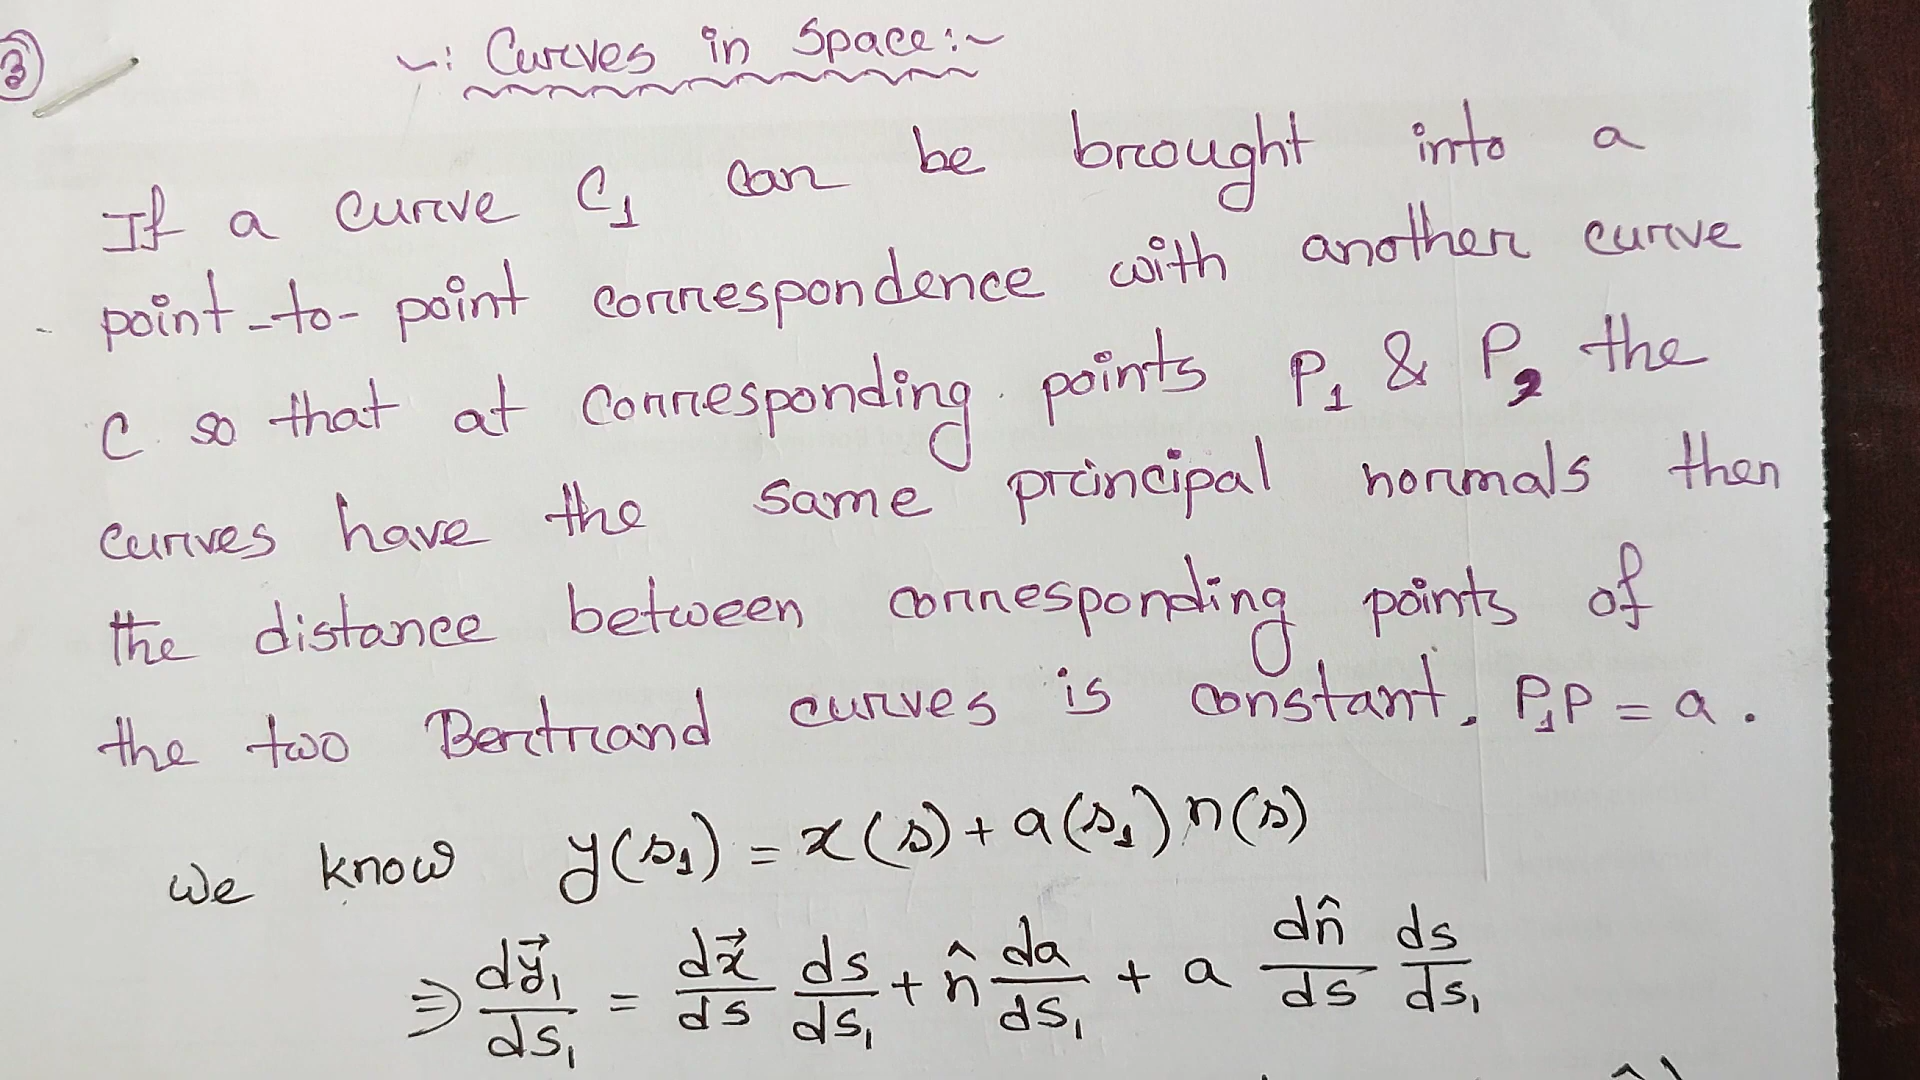 3
~: Curves in Space :~
If a curve C₁ can be brought into a
point-to-point correspondence with another curve
C so that at corresponding points P₁ & P₂ the
curves have the same principal normals then
the distance between corresponding points of
the two Bertrand curves is constant. P₁P = a.
we know y(s₁) = x(s) + a(s₁) n(s)
⇒ dy⃗₁/ds₁ = dx⃗/ds ds/ds₁ + n̂ da/ds₁ + a dn̂/ds ds/ds₁